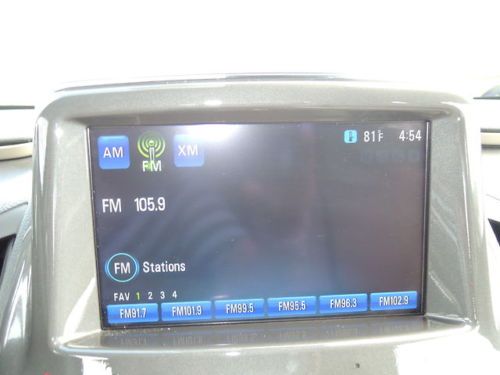 AM FM XM 81°F 4:54
FM 105.9
FM Stations
FAV 1 2 3 4
FM91.7 FM101.9 FM99.5 FM95.5 FM96.3 FM102.9